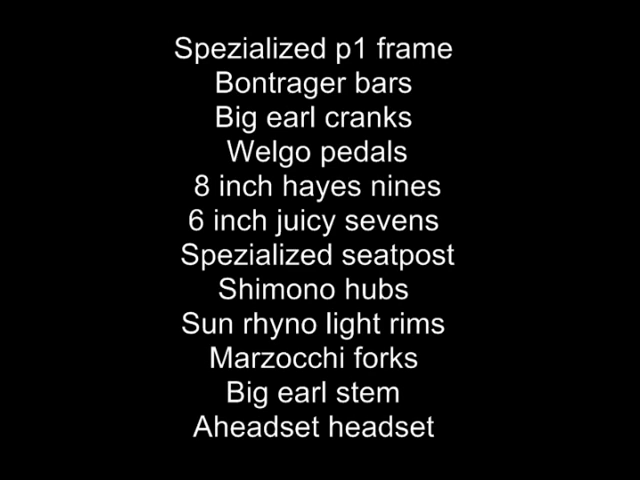 Spezialized p1 frame
Bontrager bars
Big earl cranks
Welgo pedals
8 inch hayes nines
6 inch juicy sevens
Spezialized seatpost
Shimono hubs
Sun rhyno light rims
Marzocchi forks
Big earl stem
Aheadset headset